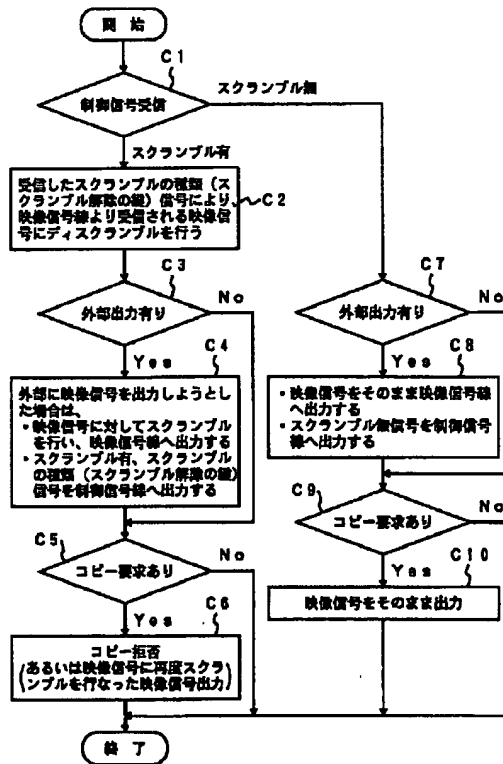 開始
C1
制御信号受信
スクランブル無
スクランブル有
受信したスクランブルの種類（ス
クランブル解除の鍵）信号により
映像信号線より受信される映像信
号にディスクランブルを行う
C2
C3
外部出力有り
No
Yes
C4
外部に映像信号を出力しようとし
た場合は、
・映像信号に対してスクランブル
を行い、映像信号線へ出力する
・スクランブル有、スクランブル
の種類（スクランブル解除の鍵）
信号を制御信号線へ出力する
C5
コピー要求あり
No
Yes
C6
コピー拒否
（あるいは映像信号に再度スクラ
ンブルを行なった映像信号出力）
終了
C7
外部出力有り
No
Yes
C8
・映像信号をそのまま映像信号線
へ出力する
・スクランブル無信号を制御信号
線へ出力する
C9
コピー要求あり
No
Yes
C10
映像信号をそのまま出力